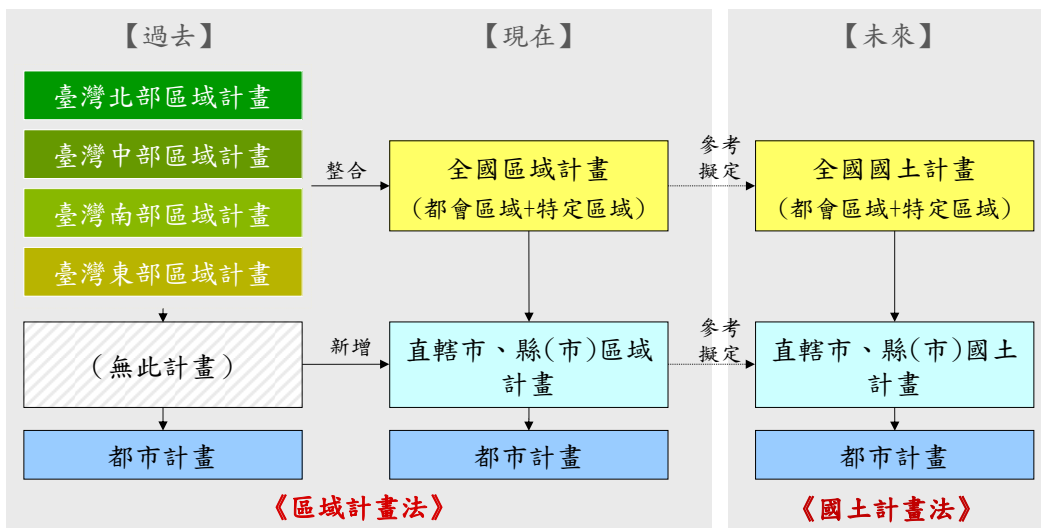 【過去】
【現在】
【未來】
臺灣北部區域計畫
臺灣中部區域計畫
臺灣南部區域計畫
臺灣東部區域計畫
整合
全國區域計畫
(都會區域+特定區域)
參考
擬定
全國國土計畫
(都會區域+特定區域)
(無此計畫)
新增
直轄市、縣(市)區域
計畫
參考
擬定
直轄市、縣(市)國土
計畫
都市計畫
都市計畫
都市計畫
《區域計畫法》
《國土計畫法》